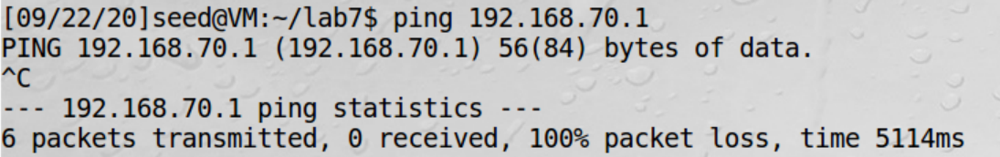 [09/22/20]seed@VM:~/lab7$ ping 192.168.70.1
PING 192.168.70.1 (192.168.70.1) 56(84) bytes of data.
^C
--- 192.168.70.1 ping statistics ---
6 packets transmitted, 0 received, 100% packet loss, time 5114ms